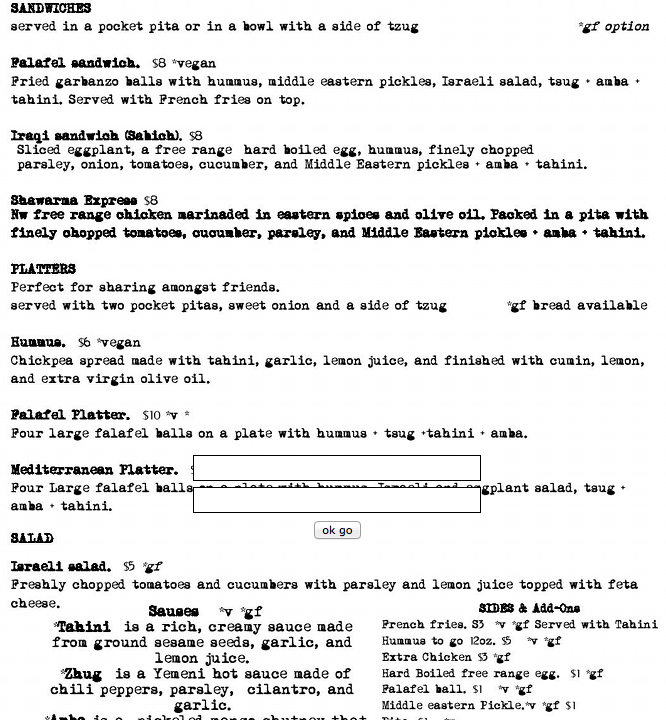 SANDWICHES
served in a pocket pita or in a bowl with a side of tzug *gf option
Falafel sandwich. $8 *vegan
Fried garbanzo balls with hummus, middle eastern pickles, Israeli salad, tsug + amba +
tahini. Served with French fries on top.
Iraqi sandwich (Sabich). $8
Sliced eggplant, a free range hard boiled egg, hummus, finely chopped
parsley, onion, tomatoes, cucumber, and Middle Eastern pickles + amba + tahini.
Shawarma Express $8
Nw free range chicken marinaded in eastern spices and olive oil. Packed in a pita with
finely chopped tomatoes, cucumber, parsley, and Middle Eastern pickles + amba + tahini.
PLATTERS
Perfect for sharing amongst friends.
served with two pocket pitas, sweet onion and a side of tzug *gf bread available
Hummus. $6 *vegan
Chickpea spread made with tahini, garlic, lemon juice, and finished with cumin, lemon,
and extra virgin olive oil.
Falafel Platter. $10 *v *
Four large falafel balls on a plate with hummus + tsug +tahini + amba.
Mediterranean Platter.
Four Large falafel balls on a plate with hummus Israeli and eggplant salad, tsug +
amba + tahini.
ok go
SALAD
Israeli salad. $5 *gf
Freshly chopped tomatoes and cucumbers with parsley and lemon juice topped with feta
cheese.
Sauses *v *gf
*Tahini is a rich, creamy sauce made
from ground sesame seeds, garlic, and
lemon juice.
*Zhug is a Yemeni hot sauce made of
chili peppers, parsley, cilantro, and
garlic.
*Amba is a pickeled mango chutney that
SIDES & Add-Ons
French fries. $3 *v *gf Served with Tahini
Hummus to go 12oz. $5 *v *gf
Extra Chicken $3 *gf
Hard Boiled free range egg. $1 *gf
Falafel ball. $1 *v *gf
Middle eastern Pickle.*v *gf $1